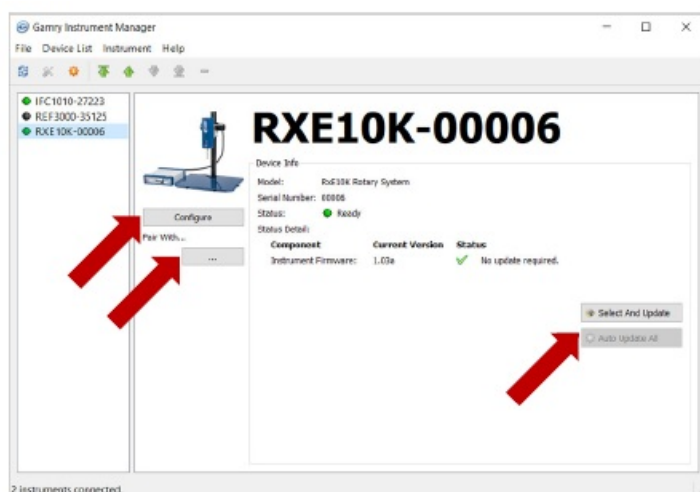 Gamry Instrument Manager
File Device List Instrument Help
IFC1010-27223
REF3000-35125
RXE10K-00006
RXE10K-00006
Device Info
Model: RxE10K Rotary System
Serial Number: 00006
Status: Ready
Status Detail:
Component Current Version Status
Instrument Firmware: 1.03a No update required.
Configure
Pair With...
...
Select And Update
Auto Update All
2 instruments connected